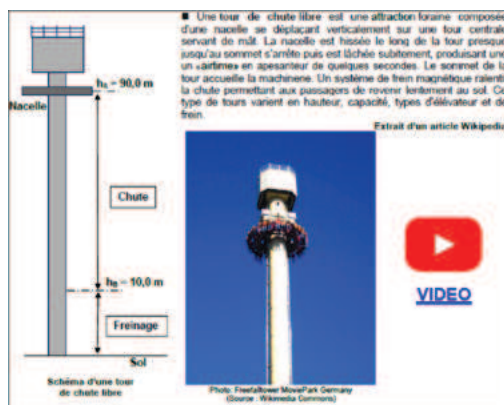 ■ Une tour de chute libre est une attraction foraine composée
d'une nacelle se déplaçant verticalement sur une tour centrale
servant de mât. La nacelle est hissée le long de la tour presque
jusqu'au sommet s'arrête puis est lâchée subitement, produisant une
un «airtime» en apesanteur de quelques secondes. Le sommet de la
tour accueille la machinerie. Un système de frein magnétique ralenti
la chute permettant aux passagers de revenir lentement au sol. Ce
type de tours varient en hauteur, capacité, types d'élévateur et de
frein.
Extrait d'un article Wikipedia
hA = 90,0 m
Nacelle
Chute
hB = 10,0 m
Freinage
Sol
Schéma d'une tour
de chute libre
VIDEO
Photo: Freefalltower MoviePark Germany
(Source : Wikimedia Commons)